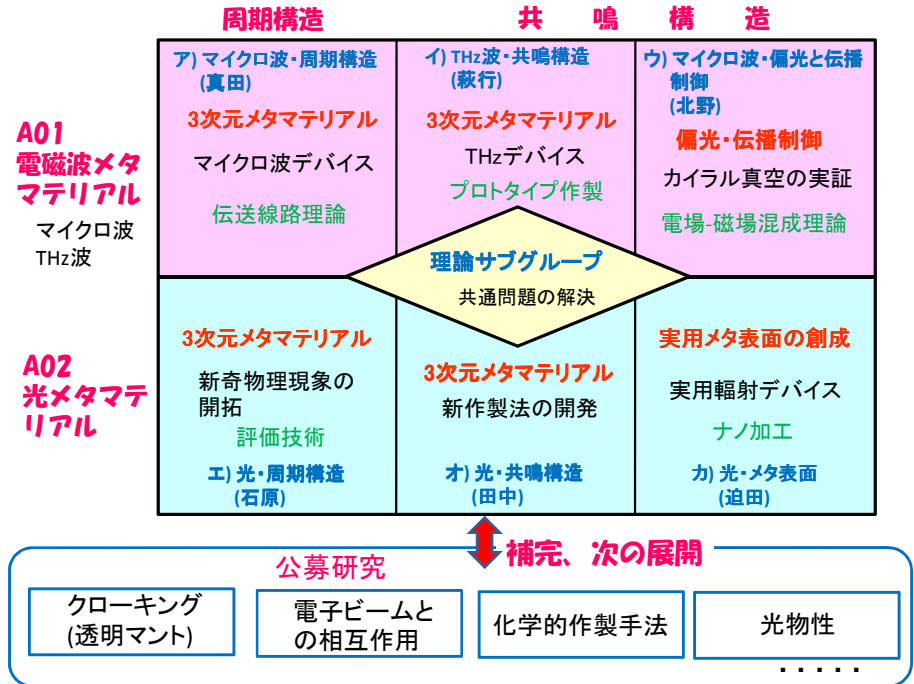 周期構造
共鳴構造
A01
電磁波メタ
マテリアル
マイクロ波
THz波
ア) マイクロ波・周期構造
(真田)
3次元メタマテリアル
マイクロ波デバイス
伝送線路理論
イ) THz波・共鳴構造
(萩行)
3次元メタマテリアル
THzデバイス
プロトタイプ作製
ウ) マイクロ波・偏光と伝播
制御
(北野)
偏光・伝播制御
カイラル真空の実証
電場-磁場混成理論
理論サブグループ
共通問題の解決
A02
光メタマテ
リアル
3次元メタマテリアル
新奇物理現象の
開拓
評価技術
エ) 光・周期構造
(石原)
3次元メタマテリアル
新作製法の開発
オ) 光・共鳴構造
(田中)
実用メタ表面の創成
実用輻射デバイス
ナノ加工
カ) 光・メタ表面
(迫田)
補完、次の展開
公募研究
クローキング
(透明マント)
電子ビームと
の相互作用
化学的作製手法
光物性
・・・・・